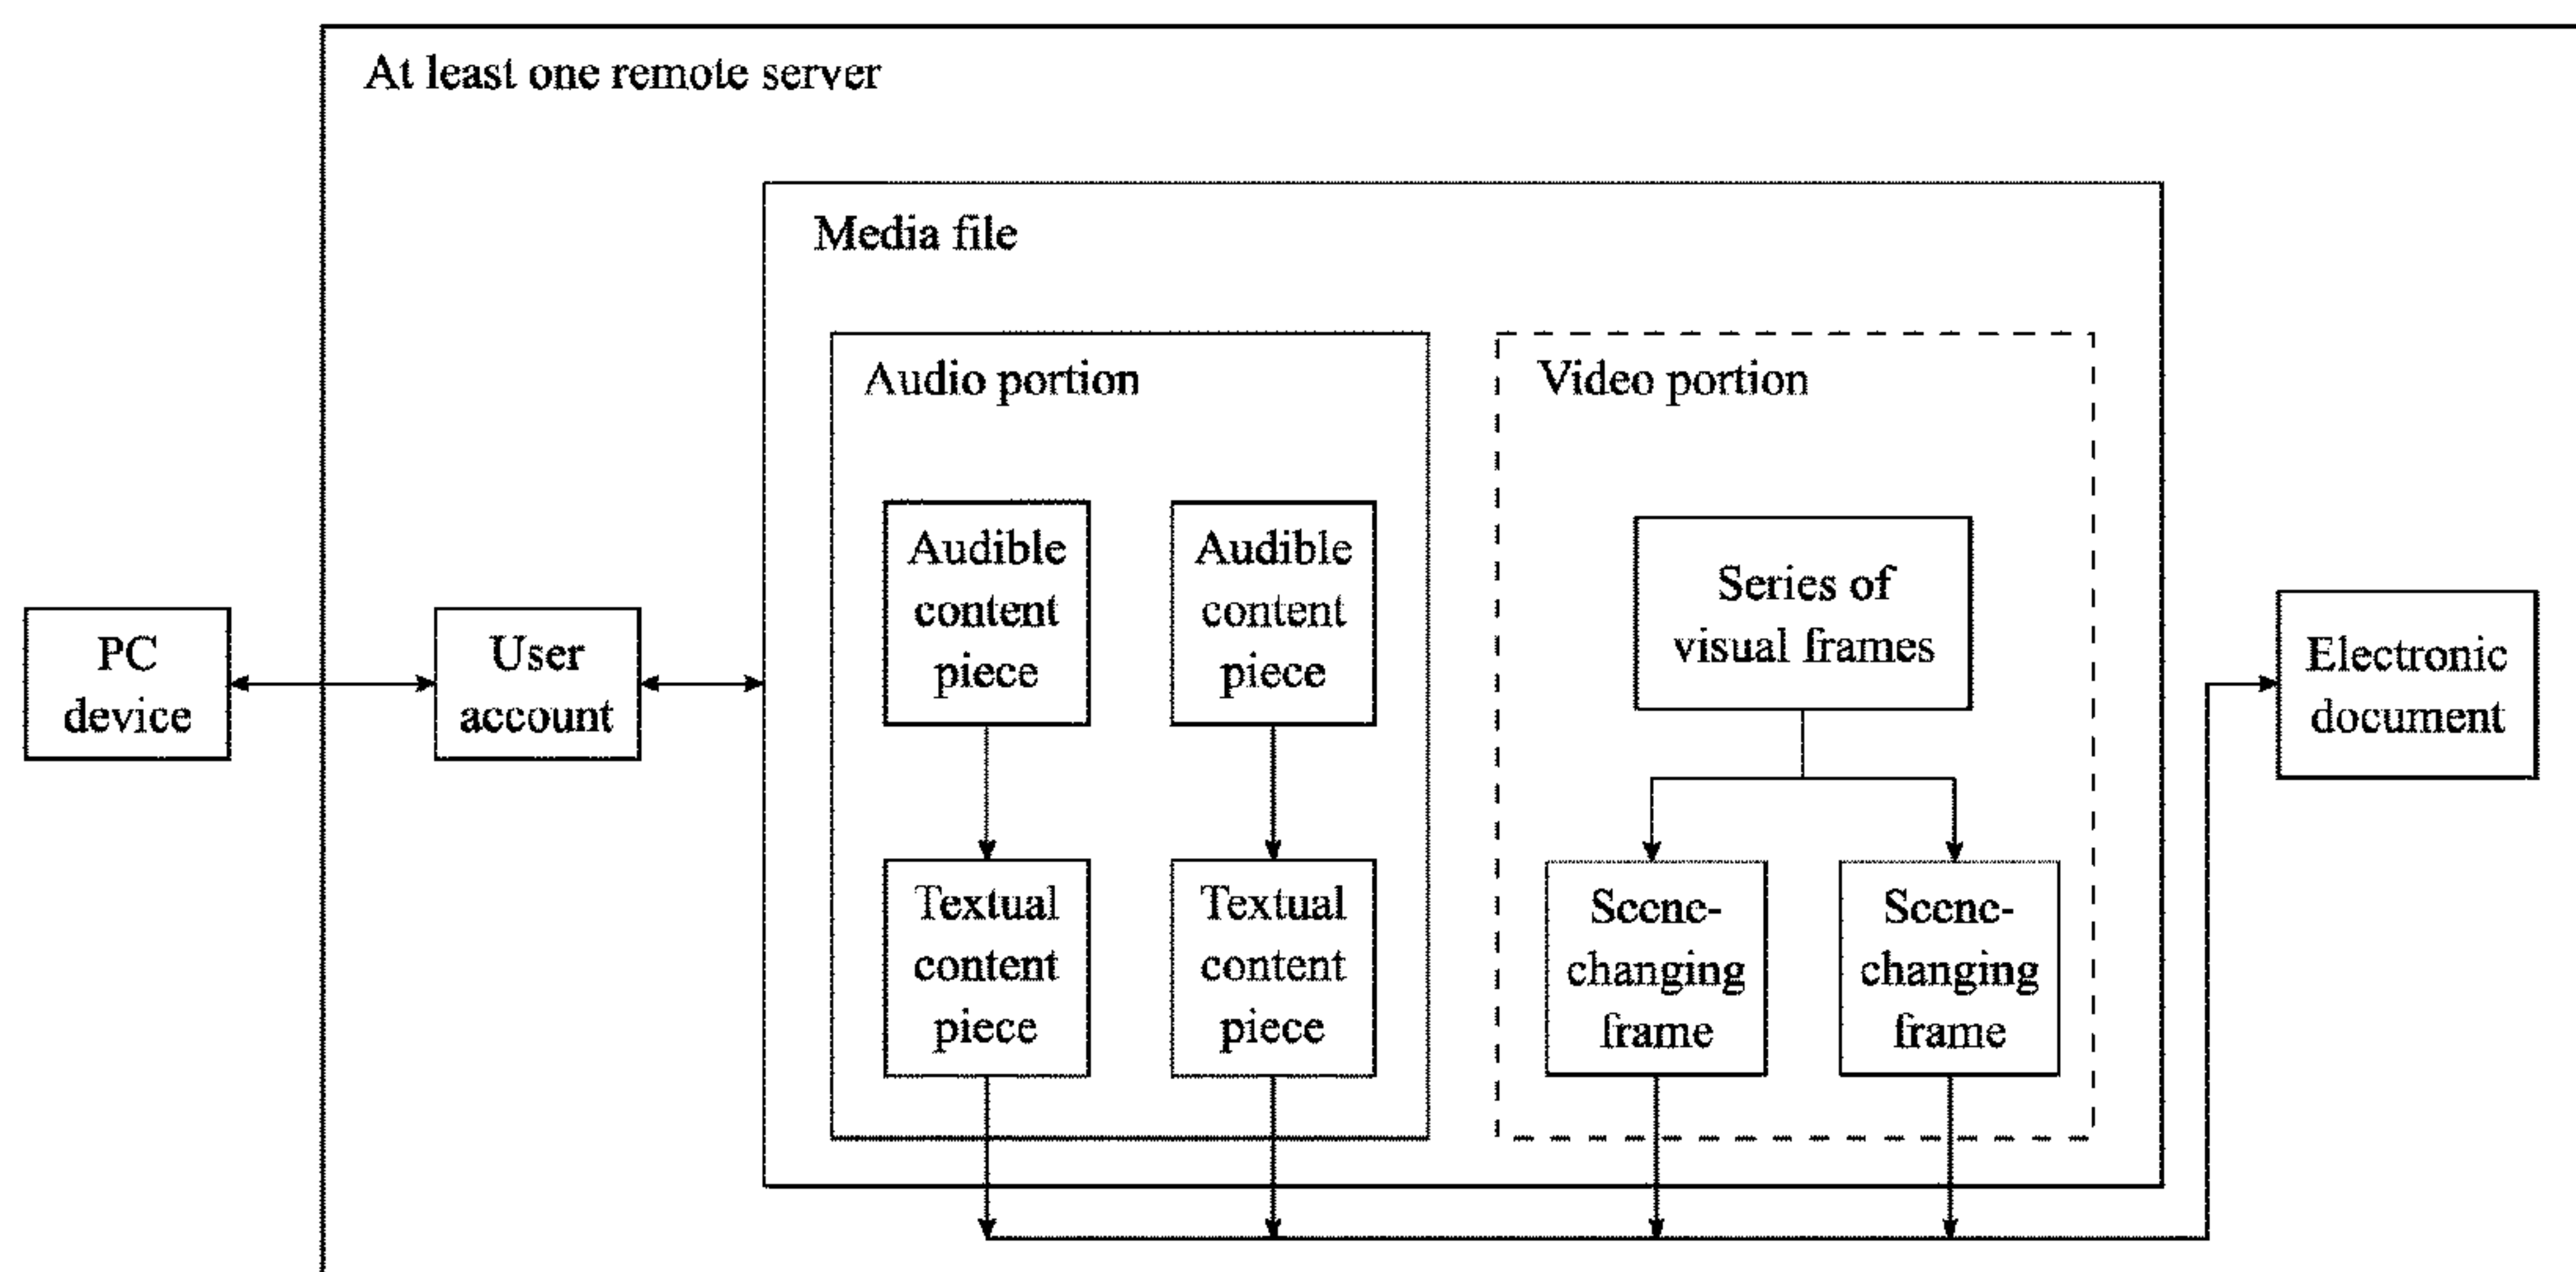 At least one remote server
Media file
Audio portion
Video portion
Audible
content
piece
Audible
content
piece
Series of
visual frames
PC
device
User
account
Electronic
document
Textual
content
piece
Textual
content
piece
Scene-
changing
frame
Scene-
changing
frame